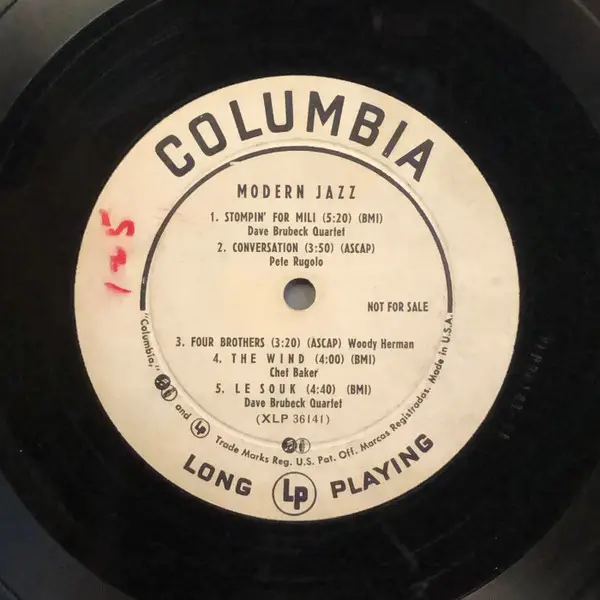 COLUMBIA
MODERN JAZZ
1. STOMPIN' FOR MILI (5:20) (BMI)
Dave Brubeck Quartet
2. CONVERSATION (3:50) (ASCAP)
Pete Rugolo
1~5
NOT FOR SALE
3. FOUR BROTHERS (3:20) (ASCAP) Woody Herman
4. THE WIND (4:00) (BMI)
Chet Baker
5. LE SOUK (4:40) (BMI)
Dave Brubeck Quartet
(XLP 36141)
"Columbia," and Lp Trade Marks Reg. U.S. Pat. Off. Marcas Registradas. Made in U.S.A.
LONG Lp PLAYING